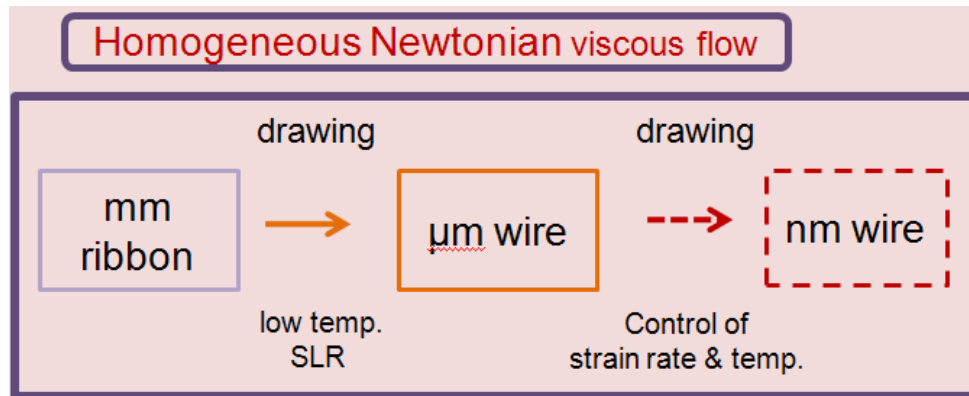 Homogeneous Newtonian viscous flow
drawing
drawing
mm
ribbon
µm wire
nm wire
low temp.
SLR
Control of
strain rate & temp.